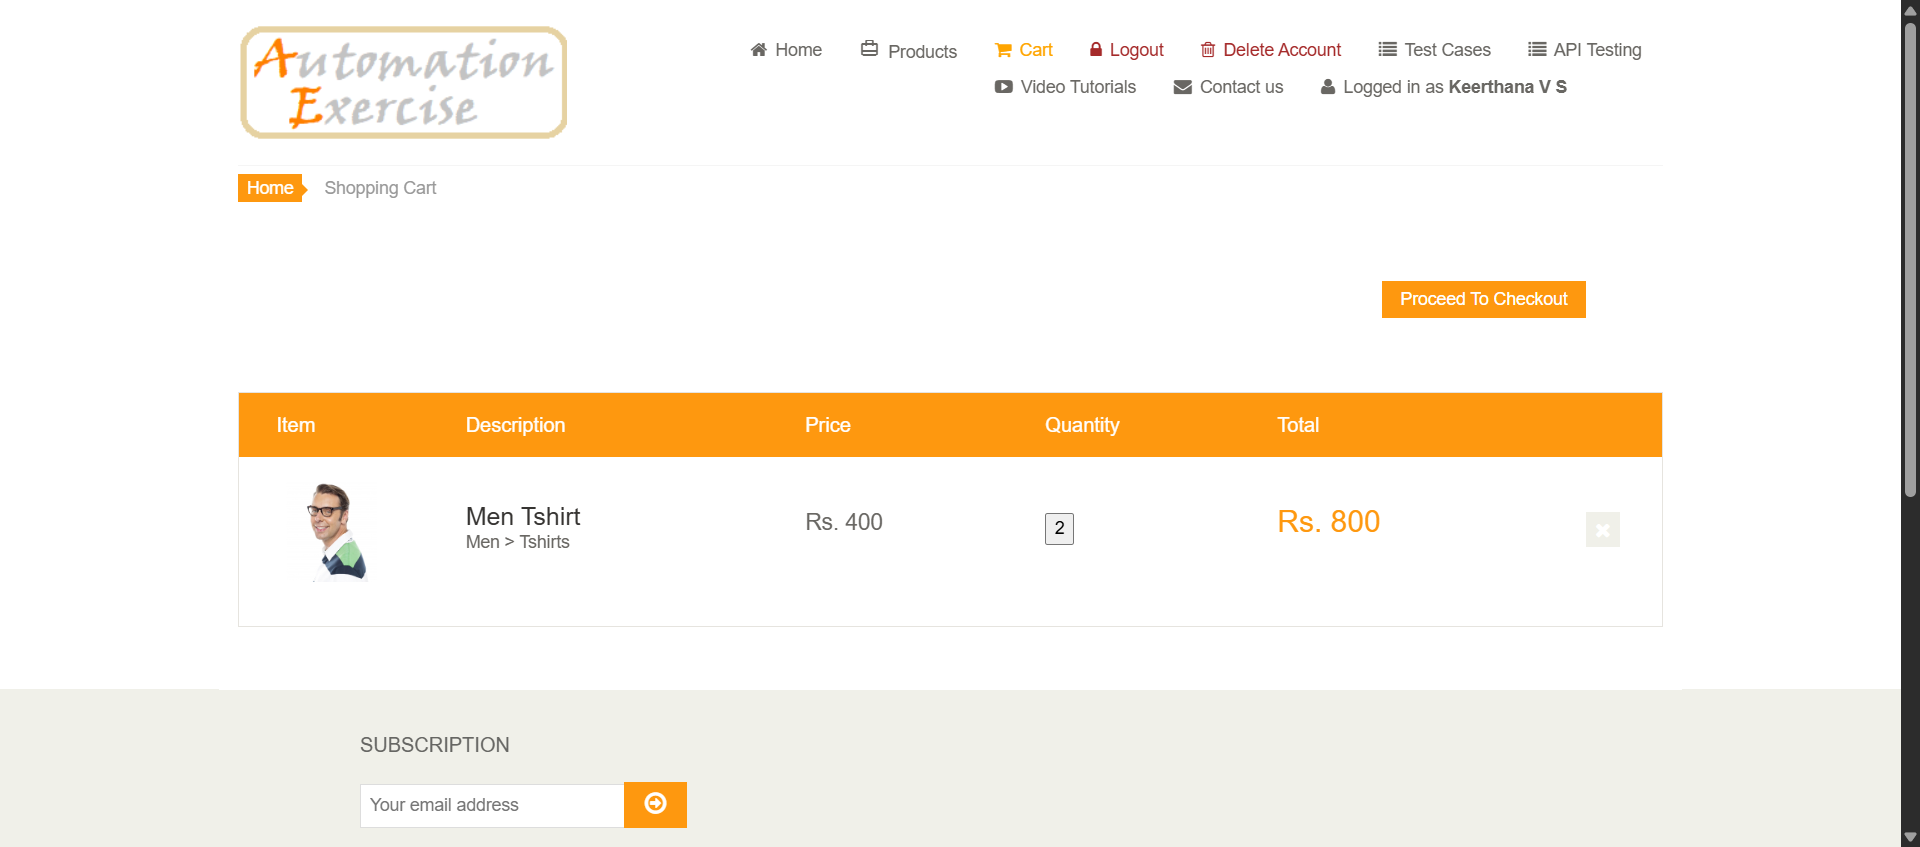 Automation
Exercise
Home Products Cart Logout Delete Account Test Cases API Testing
Video Tutorials Contact us Logged in as Keerthana V S
Home Shopping Cart
Proceed To Checkout
Item Description Price Quantity Total
Men Tshirt Rs. 400 2 Rs. 800
Men > Tshirts
SUBSCRIPTION
Your email address